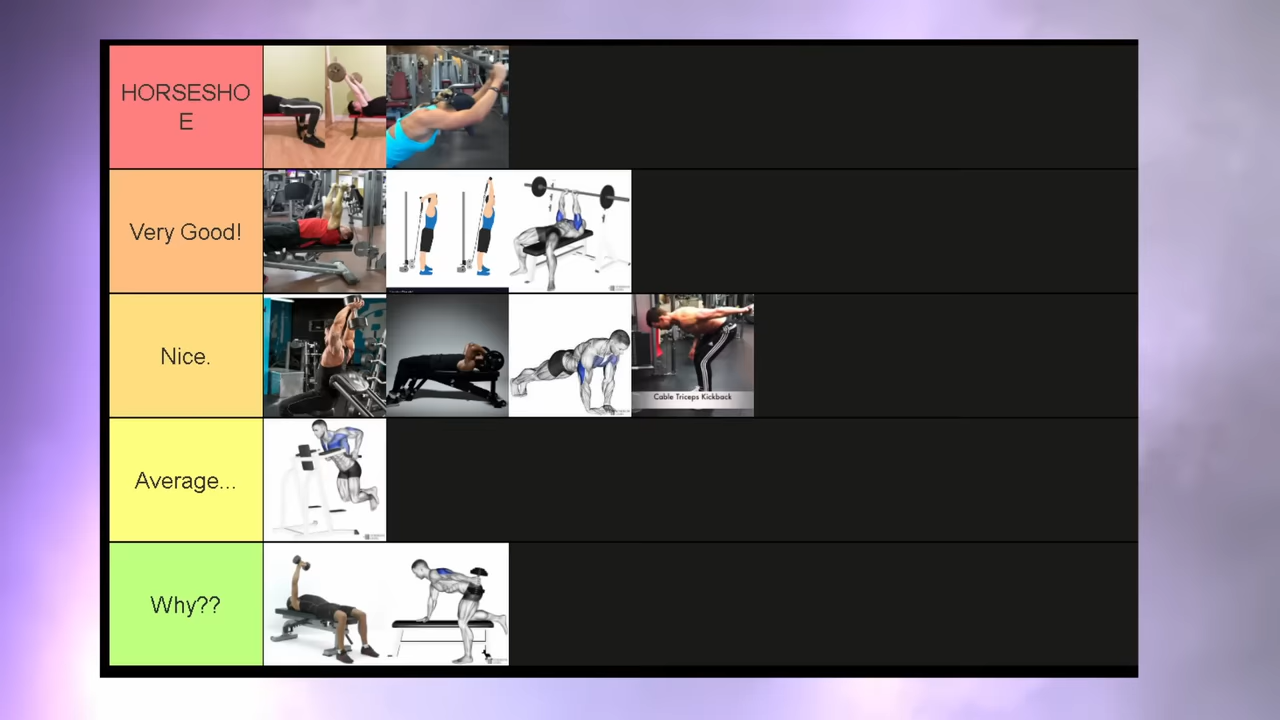 HORSESHO
E
Very Good!
Nice.
Cable Triceps Kickback
Average...
Why??